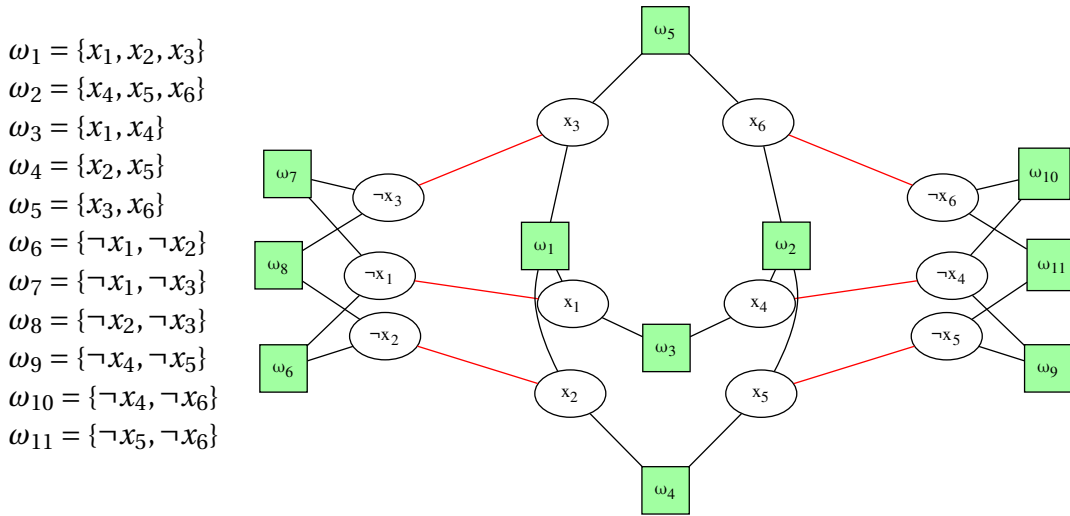 ω₁ = {x₁, x₂, x₃}
ω₂ = {x₄, x₅, x₆}
ω₃ = {x₁, x₄}
ω₄ = {x₂, x₅}
ω₅ = {x₃, x₆}
ω₆ = {¬x₁, ¬x₂}
ω₇ = {¬x₁, ¬x₃}
ω₈ = {¬x₂, ¬x₃}
ω₉ = {¬x₄, ¬x₅}
ω₁₀ = {¬x₄, ¬x₆}
ω₁₁ = {¬x₅, ¬x₆}
ω₅
x₃
x₆
ω₇
¬x₃
¬x₆
ω₁₀
ω₁
ω₂
ω₈
¬x₁
¬x₄
ω₁₁
x₁
x₄
¬x₂
¬x₅
ω₃
ω₆
ω₉
x₂
x₅
ω₄